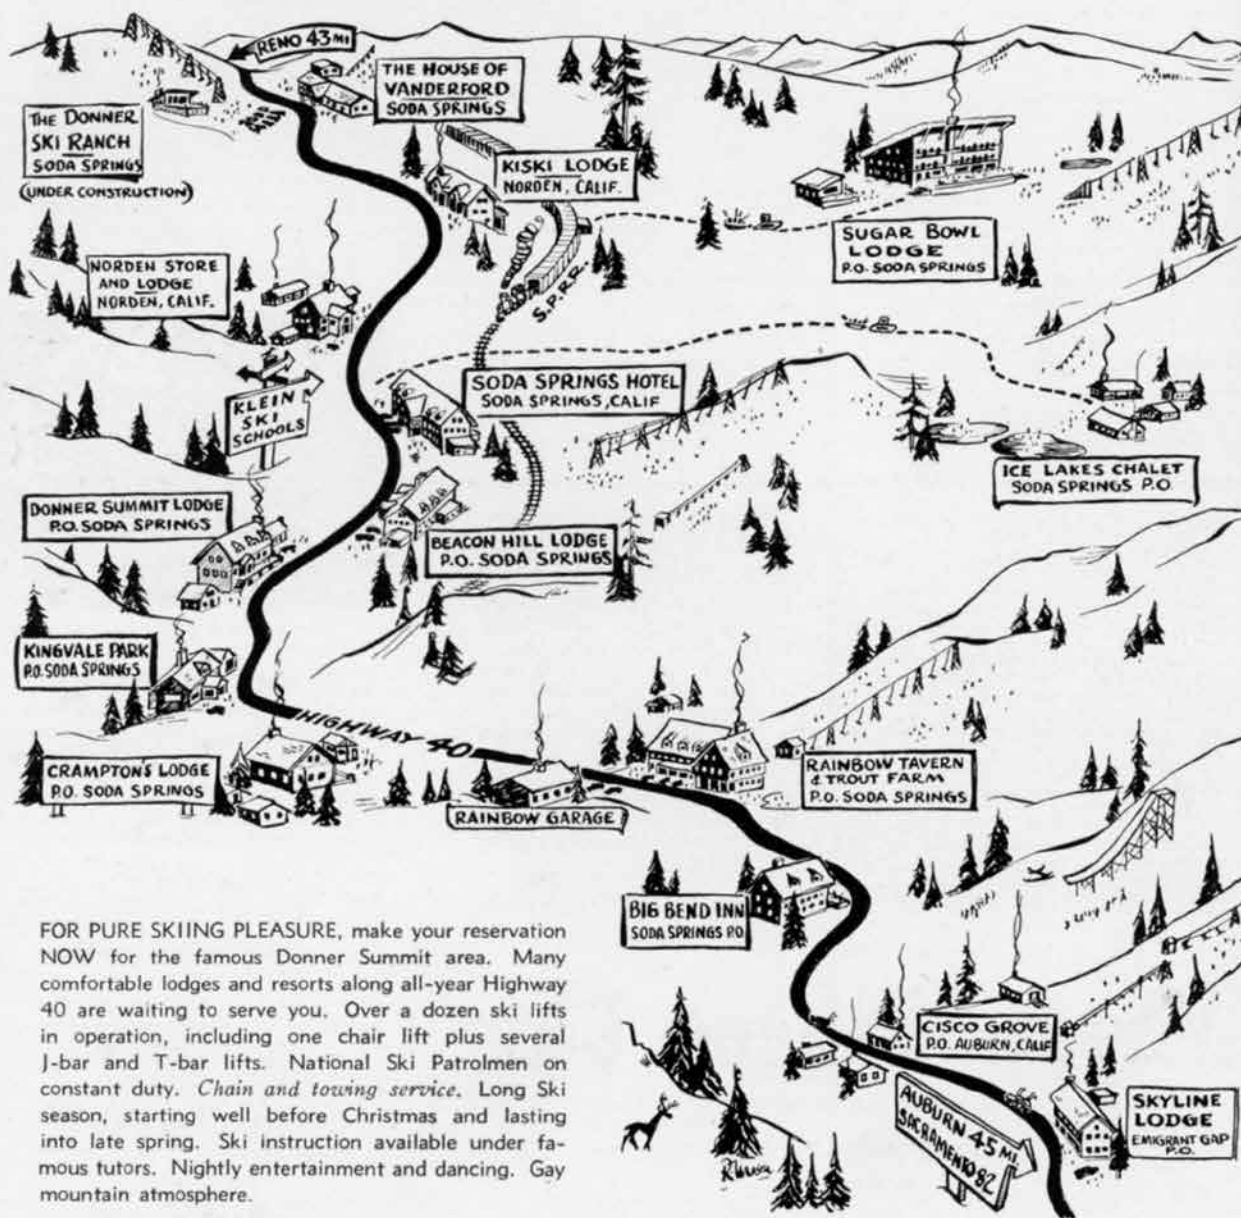 RENO 43 MI
THE HOUSE OF
VANDERFORD
SODA SPRINGS
THE DONNER
SKI RANCH
SODA SPRINGS
(UNDER CONSTRUCTION)
KISKI LODGE
NORDEN, CALIF.
SUGAR BOWL
LODGE
P.O. SODA SPRINGS
NORDEN STORE
AND LODGE
NORDEN, CALIF.
S.P.R.R.
KLEIN
SKI
SCHOOLS
SODA SPRINGS HOTEL
SODA SPRINGS, CALIF
ICE LAKES CHALET
SODA SPRINGS P.O.
DONNER SUMMIT LODGE
P.O. SODA SPRINGS
BEACON HILL LODGE
P.O. SODA SPRINGS
KINGVALE PARK
P.O. SODA SPRINGS
HIGHWAY 40
CRAMPTON'S LODGE
P.O. SODA SPRINGS
RAINBOW GARAGE
RAINBOW TAVERN
& TROUT FARM
P.O. SODA SPRINGS
BIG BEND INN
SODA SPRINGS P.O.
CISCO GROVE
P.O. AUBURN, CALIF
AUBURN 45 MI.
SACRAMENTO 82
SKYLINE
LODGE
EMIGRANT GAP
P.O.
FOR PURE SKIING PLEASURE, make your reservation
NOW for the famous Donner Summit area. Many
comfortable lodges and resorts along all-year Highway
40 are waiting to serve you. Over a dozen ski lifts
in operation, including one chair lift plus several
J-bar and T-bar lifts. National Ski Patrolmen on
constant duty. Chain and towing service. Long Ski
season, starting well before Christmas and lasting
into late spring. Ski instruction available under fa-
mous tutors. Nightly entertainment and dancing. Gay
mountain atmosphere.